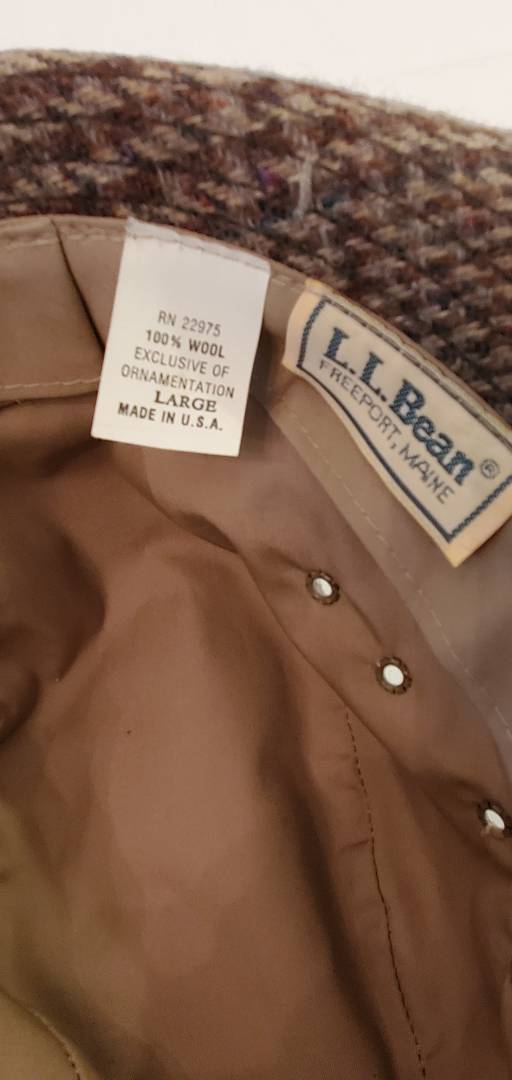 RN 22975
100% WOOL
EXCLUSIVE OF
ORNAMENTATION
LARGE
MADE IN U.S.A.
L.L.Bean®
FREEPORT, MAINE